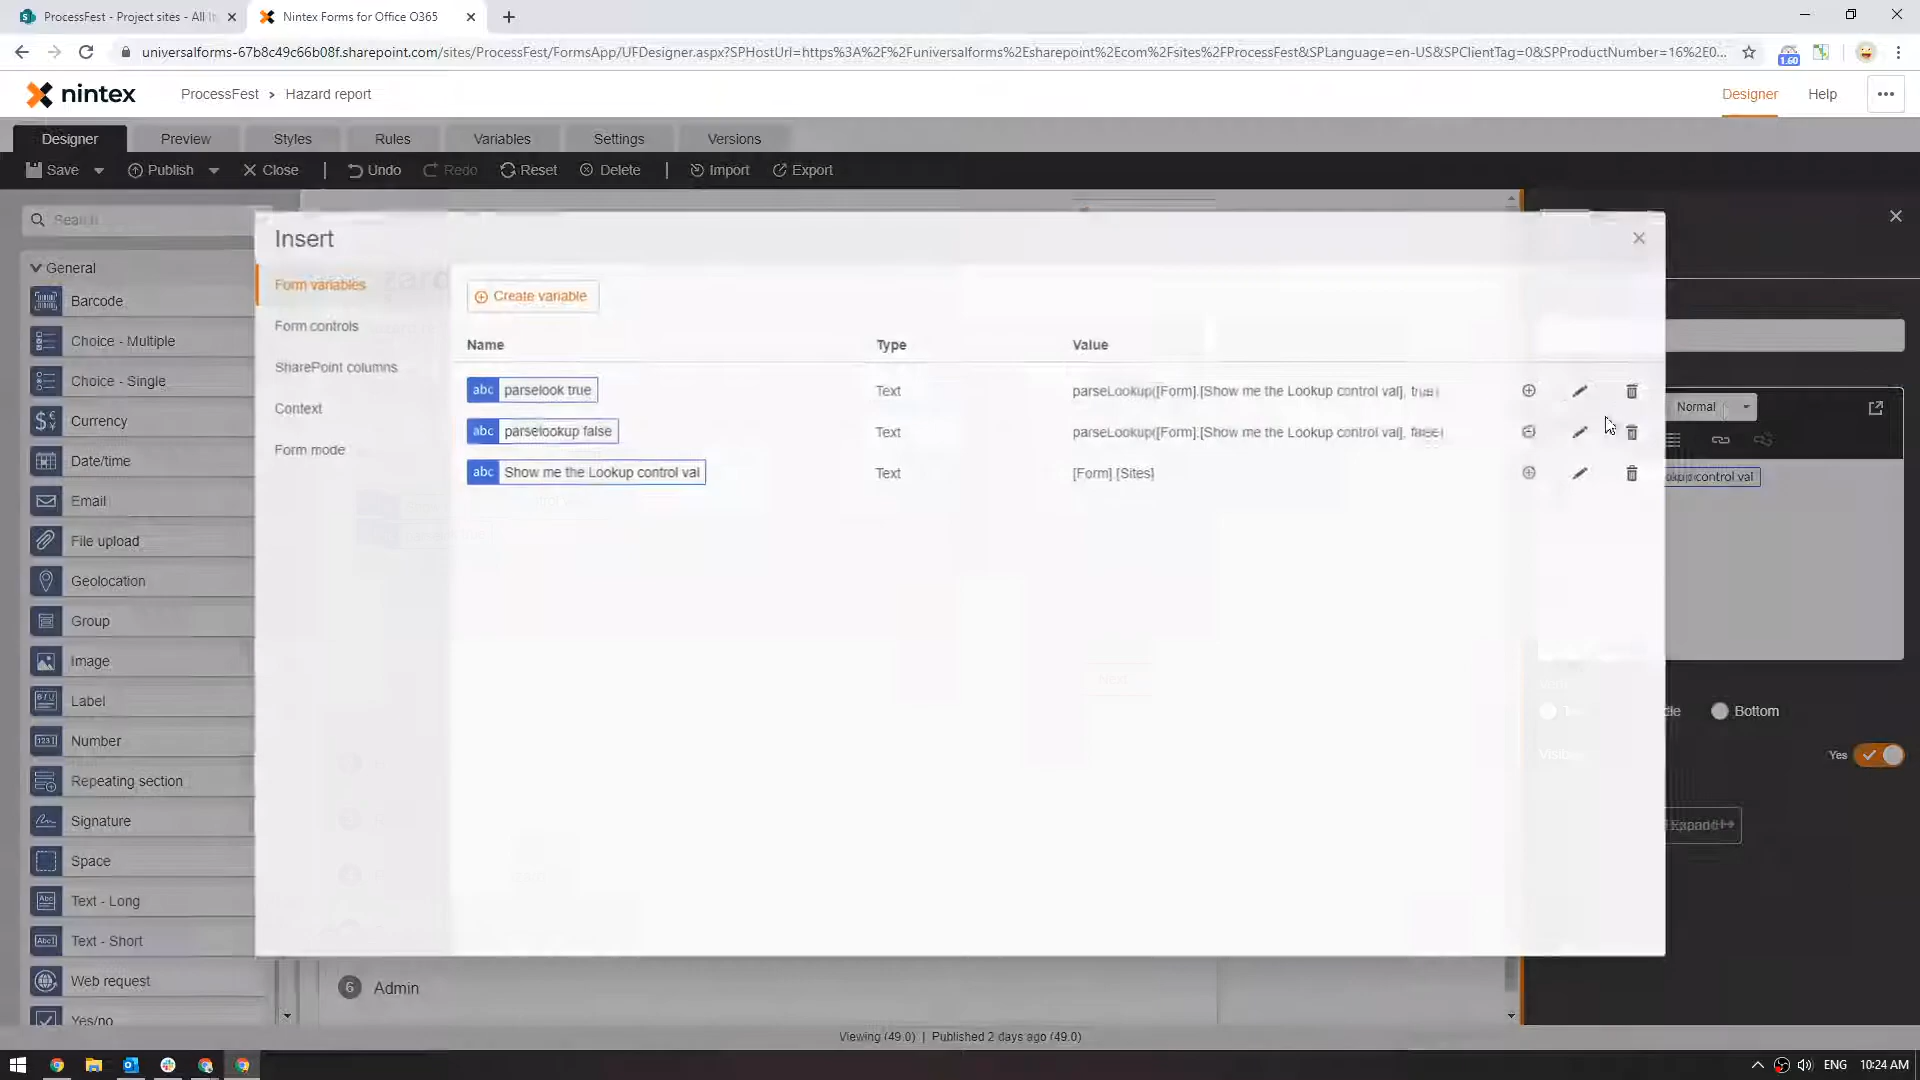 ProcessFest - Project sites - All It
Nintex Forms for Office O365
universalforms-67b8c49c66b08f.sharepoint.com/sites/ProcessFest/FormsApp/UFDesigner.aspx?SPHostUrl=https%3A%2F%2Funiversalforms%2Esharepoint%2Ecom%2Fsites%2FProcessFest&SPLanguage=en-US&SPClientTag=0&SPProductNumber=16%2E0...
1.60
nintex
ProcessFest > Hazard report
Designer
Help
Designer
Preview
Styles
Rules
Variables
Settings
Versions
Save
Publish
Close
Undo
Redo
Reset
Delete
Import
Export
Search
General
Barcode
Choice - Multiple
Choice - Single
Currency
Date/time
Email
File upload
Geolocation
Group
Image
Label
Number
Repeating section
Signature
Space
Text - Long
Text - Short
Web request
Yes/no
Insert
Form variables
Form controls
SharePoint columns
Context
Form mode
Create variable
Name Type Value
abc parselook true Text parseLookup([Form].[Show me the Lookup control val], true)
abc parselookup false Text parseLookup([Form].[Show me the Lookup control val], false)
abc Show me the Lookup control val Text [Form].[Sites]
Normal
control val
Bottom
Yes
Expand
6 Admin
Viewing (49.0) | Published 2 days ago (49.0)
ENG
10:24 AM